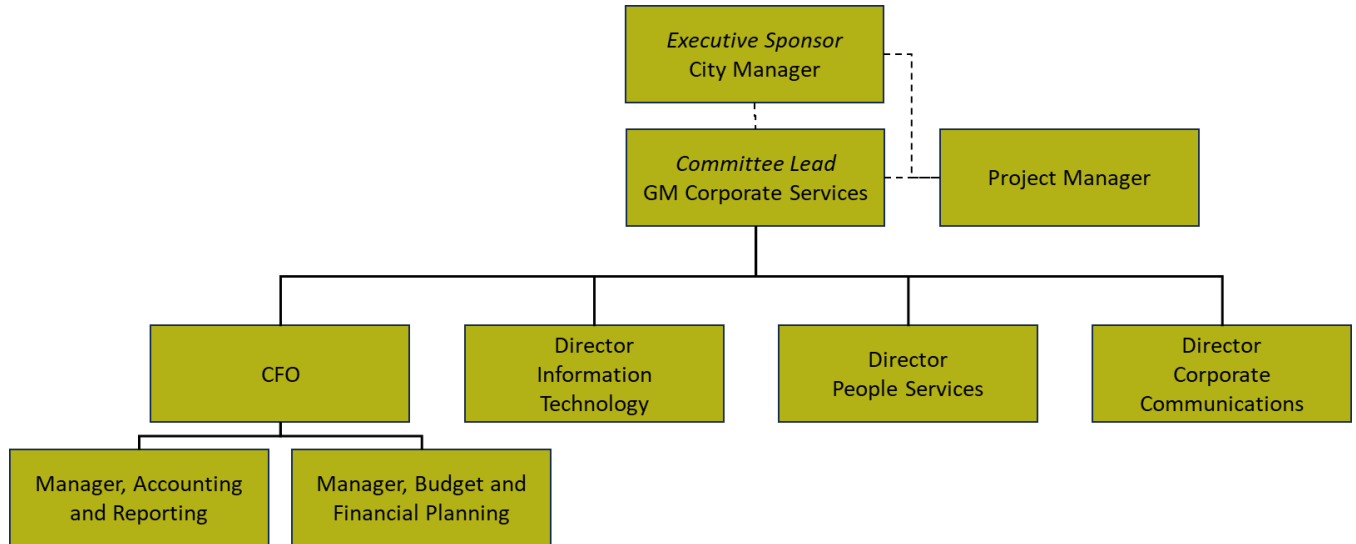 Executive Sponsor
City Manager
Committee Lead
GM Corporate Services
Project Manager
CFO
Director
Information
Technology
Director
People Services
Director
Corporate
Communications
Manager, Accounting
and Reporting
Manager, Budget and
Financial Planning